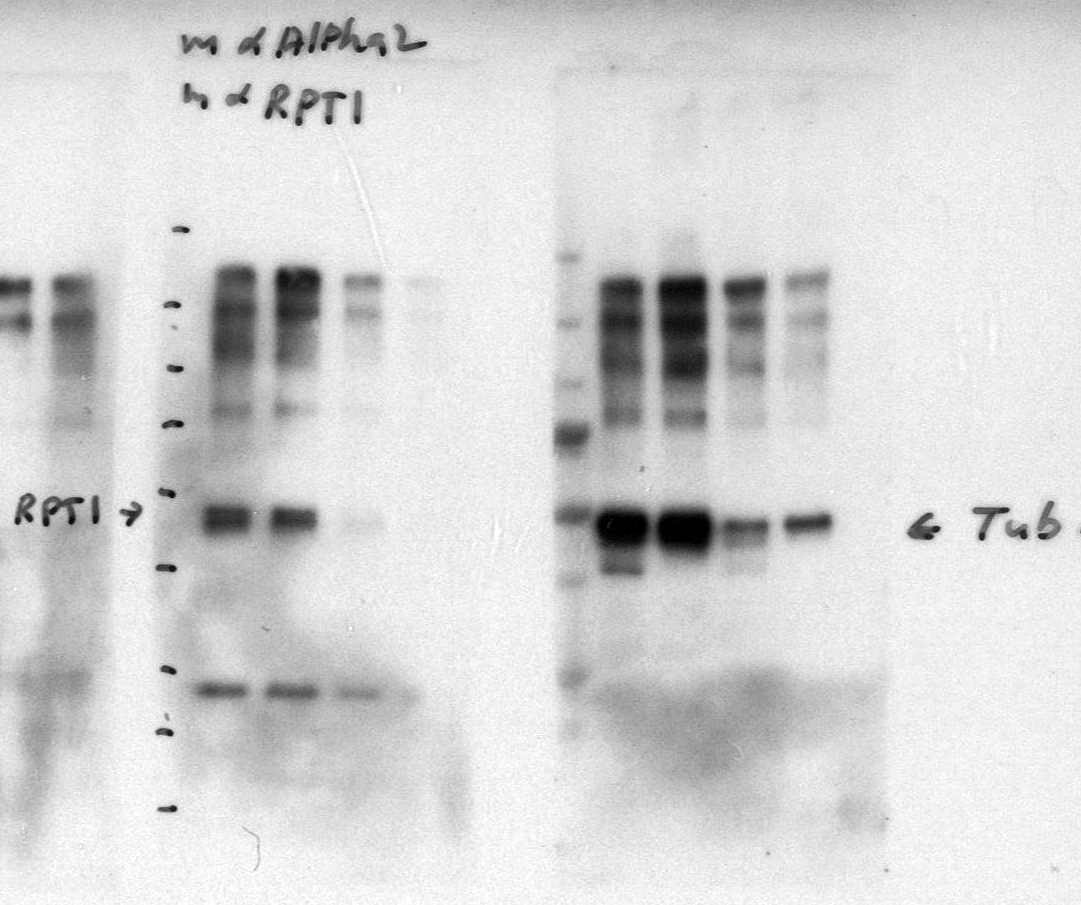 m α Alpha2
m α RPT1
RPT1 →
← Tub.